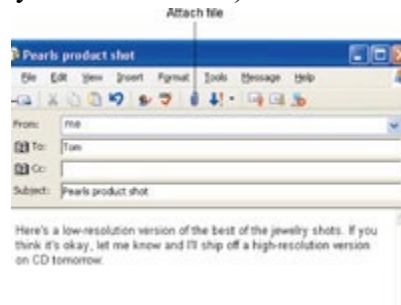 Attach file
Pearls product shot
File Edit View Insert Format Tools Message Help
From: me
To: Tom
Cc:
Subject: Pearls product shot
Here's a low-resolution version of the best of the jewelry shots. If you
think it's okay, let me know and I'll ship off a high-resolution version
on CD tomorrow.